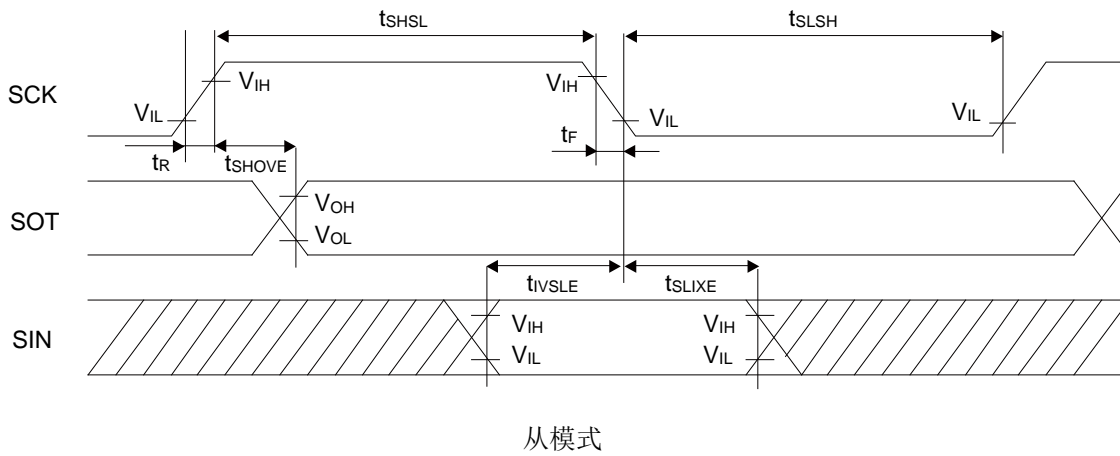 tSHSL
tSLSH
SCK
VIH
VIH
VIL
VIL
VIL
tR
tSHOVE
tF
SOT
VOH
VOL
tIVSLE
tSLIXE
SIN
VIH
VIH
VIL
VIL
从模式